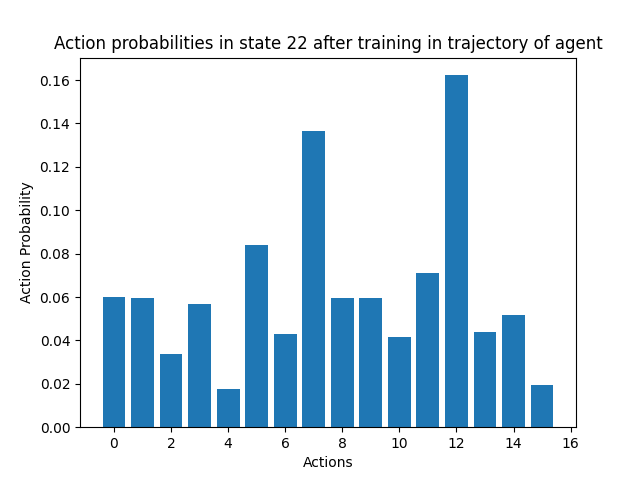 Action probabilities in state 22 after training in trajectory of agent
0.16
0.14
0.12
0.10
0.08
0.06
0.04
0.02
0.00
Action Probability
0 2 4 6 8 10 12 14 16
Actions